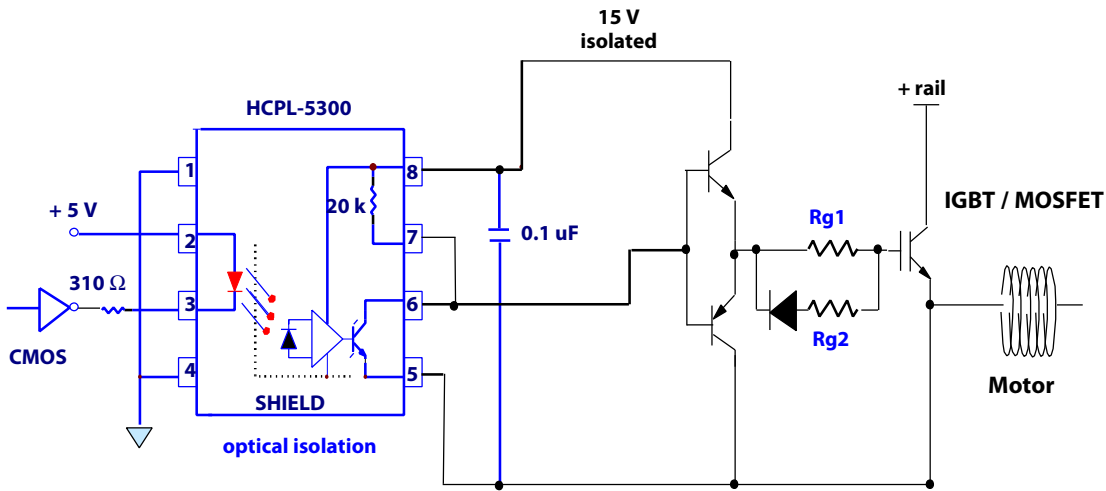 15 V
isolated
HCPL-5300
+ rail
1
8
IGBT / MOSFET
+ 5 V
20 k
Rg1
2
7
0.1 uF
310 Ω
3
6
Rg2
CMOS
4
5
SHIELD
Motor
optical isolation